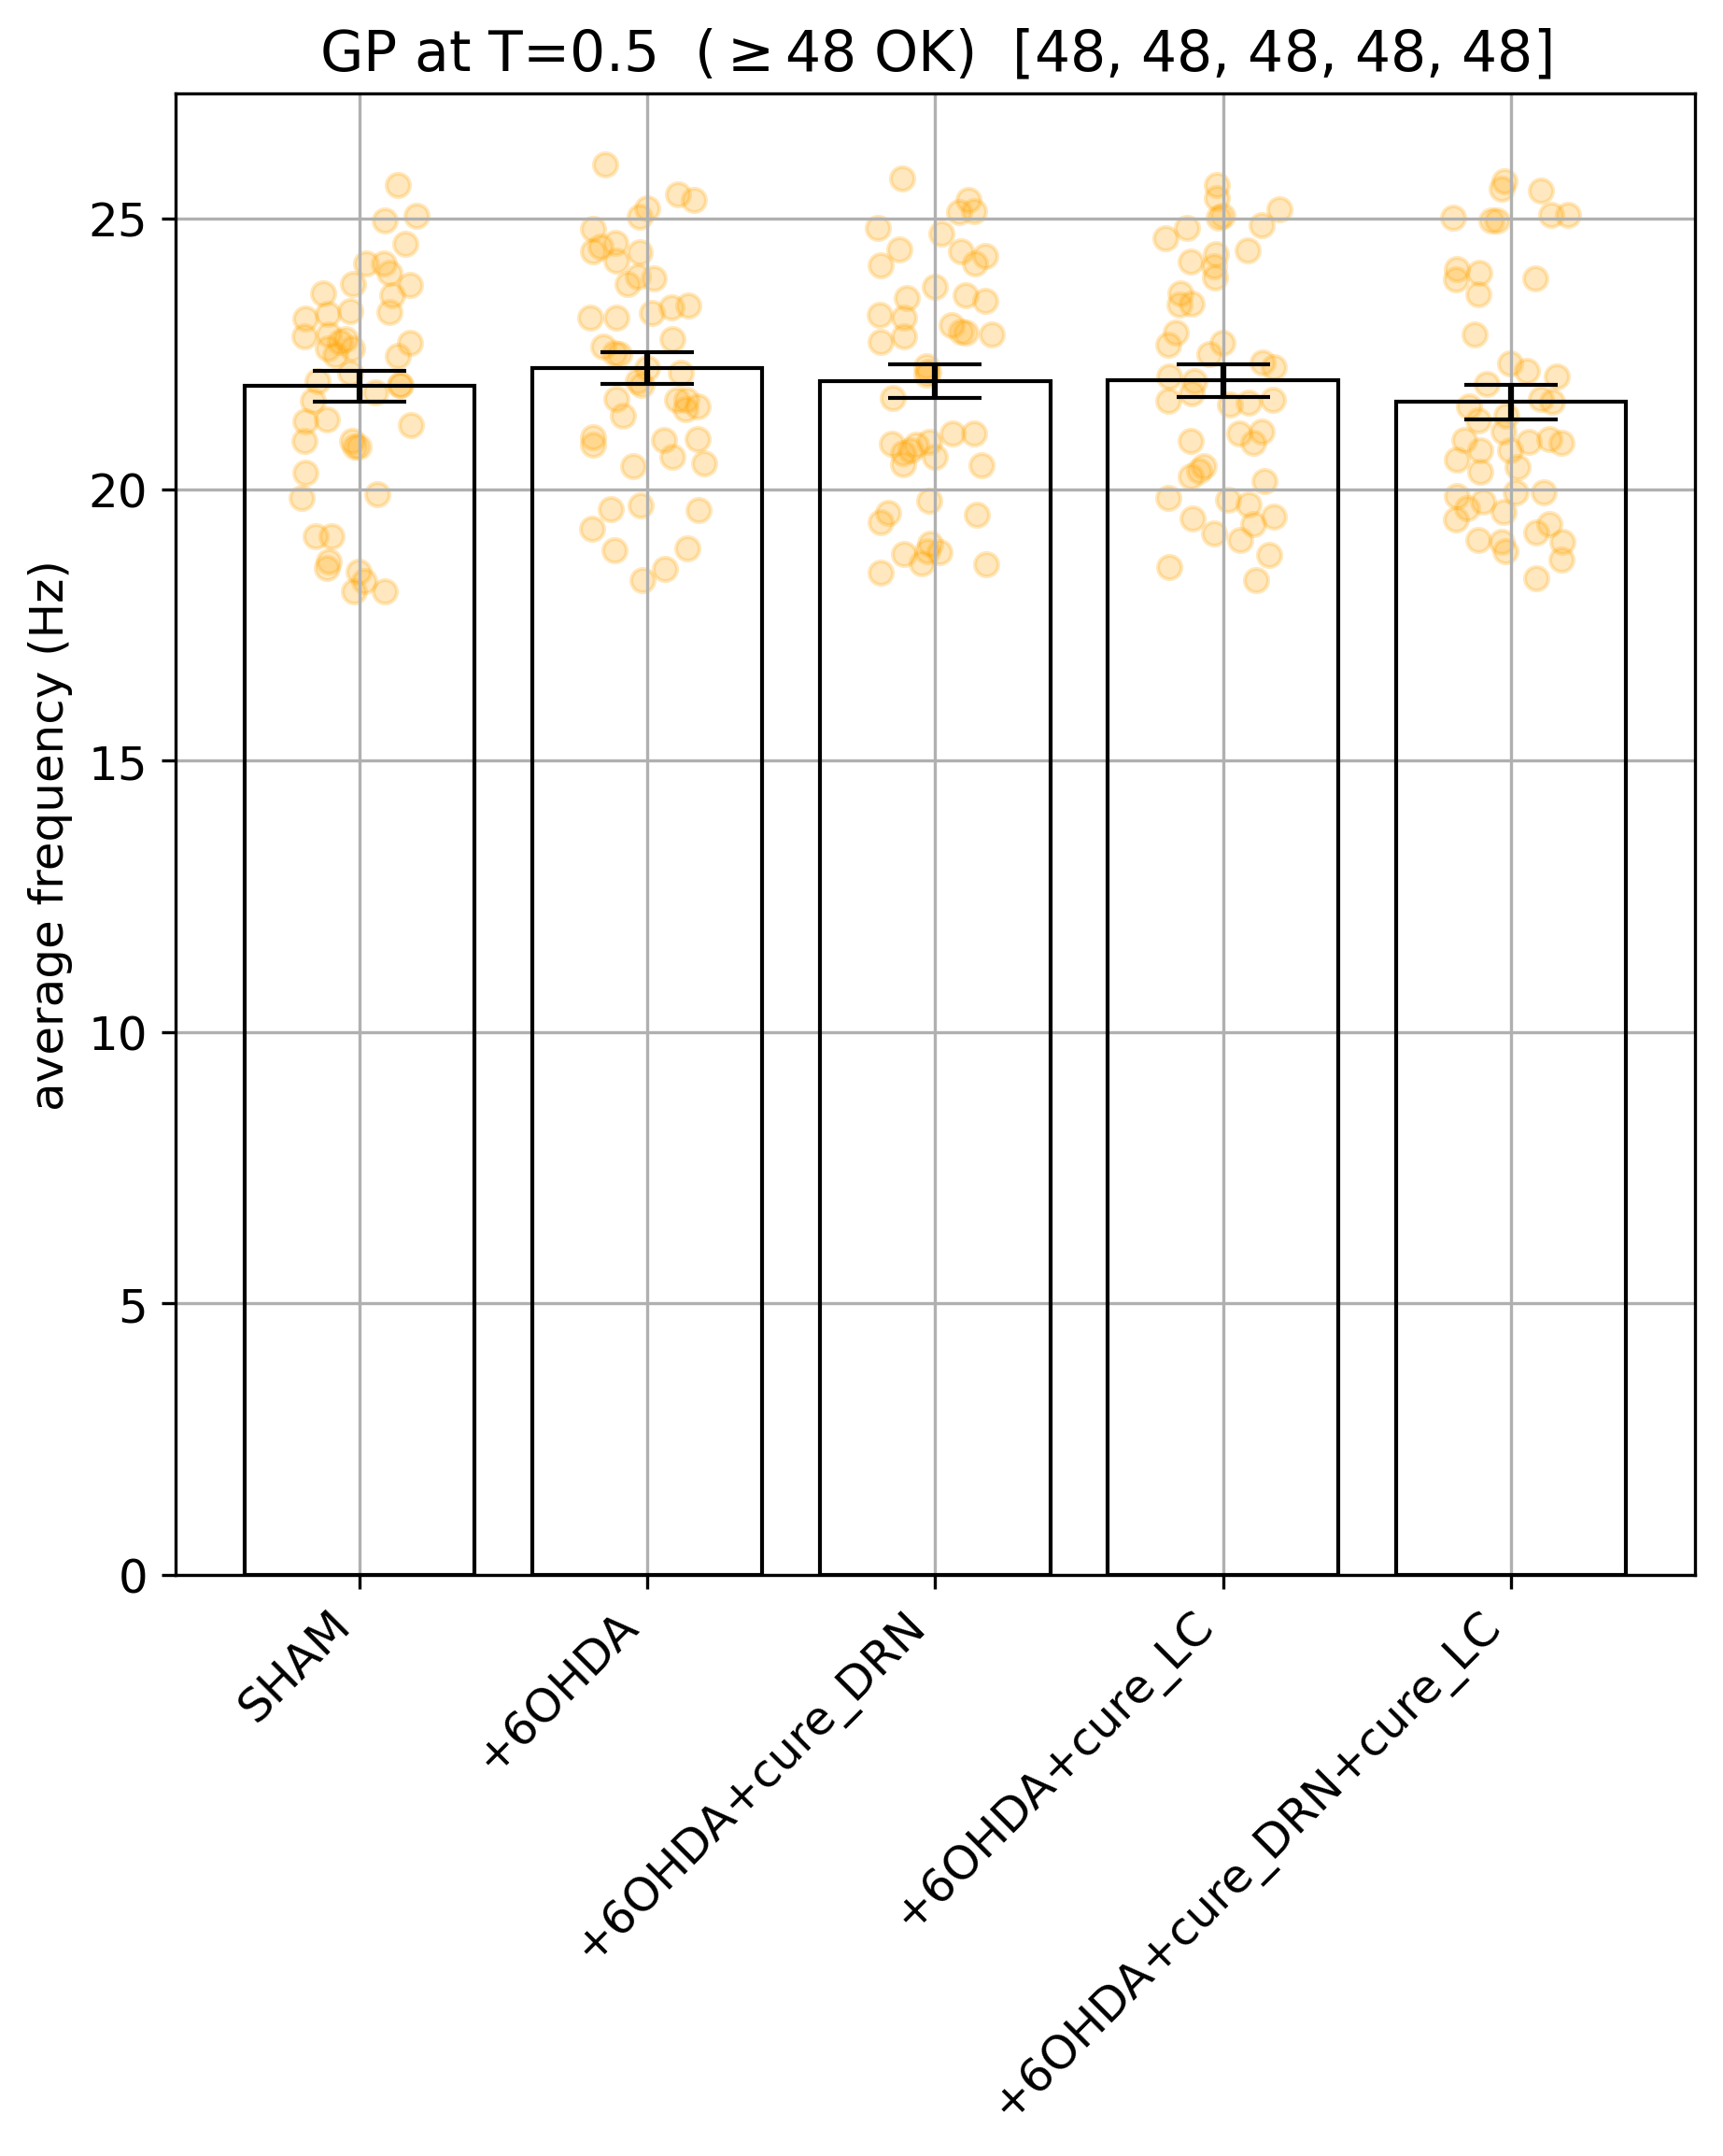 GP at T=0.5 (≥48 OK) [48, 48, 48, 48, 48]
average frequency (Hz)
25
20
15
10
5
0
SHAM
+6OHDA
+6OHDA+cure_DRN
+6OHDA+cure_LC
+6OHDA+cure_DRN+cure_LC